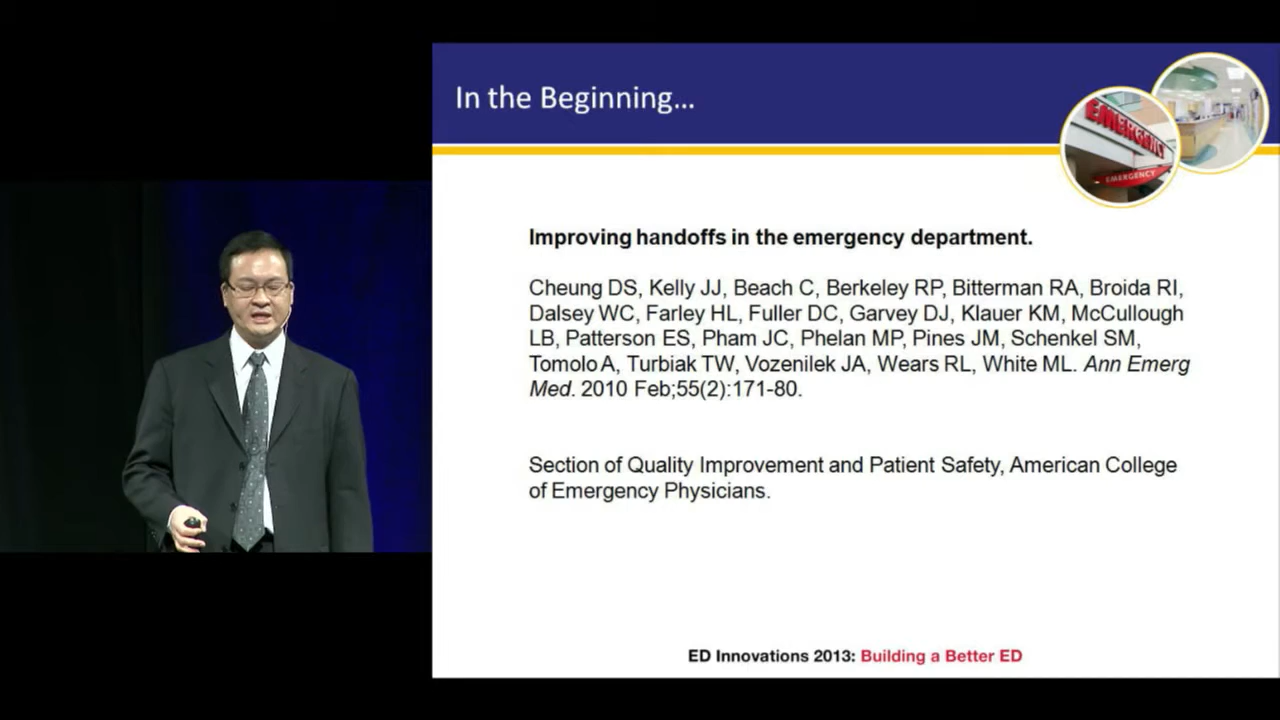 In the Beginning...
EMERGENCY
EMERGENCY
Improving handoffs in the emergency department.
Cheung DS, Kelly JJ, Beach C, Berkeley RP, Bitterman RA, Broida RI,
Dalsey WC, Farley HL, Fuller DC, Garvey DJ, Klauer KM, McCullough
LB, Patterson ES, Pham JC, Phelan MP, Pines JM, Schenkel SM,
Tomolo A, Turbiak TW, Vozenilek JA, Wears RL, White ML. Ann Emerg
Med. 2010 Feb;55(2):171-80.
Section of Quality Improvement and Patient Safety, American College
of Emergency Physicians.
ED Innovations 2013: Building a Better ED